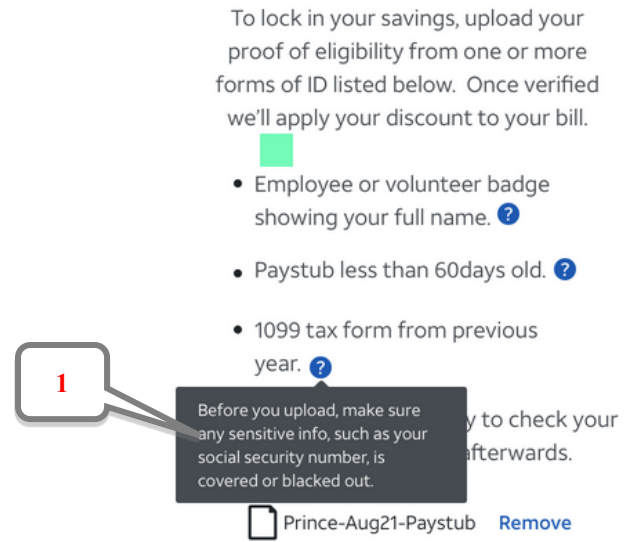 To lock in your savings, upload your
proof of eligibility from one or more
forms of ID listed below. Once verified
we'll apply your discount to your bill.
• Employee or volunteer badge
showing your full name. ?
• Paystub less than 60days old. ?
• 1099 tax form from previous
year. ?
1
Before you upload, make sure
any sensitive info, such as your
social security number, is
covered or blacked out.
to check your
afterwards.
Prince-Aug21-Paystub Remove